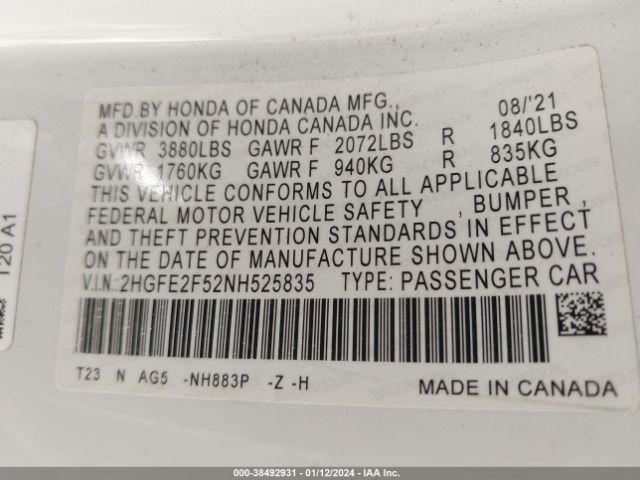 MFD.BY HONDA OF CANADA MFG., 08/'21
A DIVISION OF HONDA CANADA INC.
GVWR 3880LBS GAWR F 2072LBS R 1840LBS
GVWR 1760KG GAWR F 940KG R 835KG
THIS VEHICLE CONFORMS TO ALL APPLICABLE
FEDERAL MOTOR VEHICLE SAFETY , BUMPER ,
AND THEFT PREVENTION STANDARDS IN EFFECT
ON THE DATE OF MANUFACTURE SHOWN ABOVE.
V.I.N.:2HGFE2F52NH525835 TYPE: PASSENGER CAR
T23 N AG5 -NH883P -Z -H
MADE IN CANADA
T20 A1
000-38492931 - 01/12/2024 - IAA Inc.